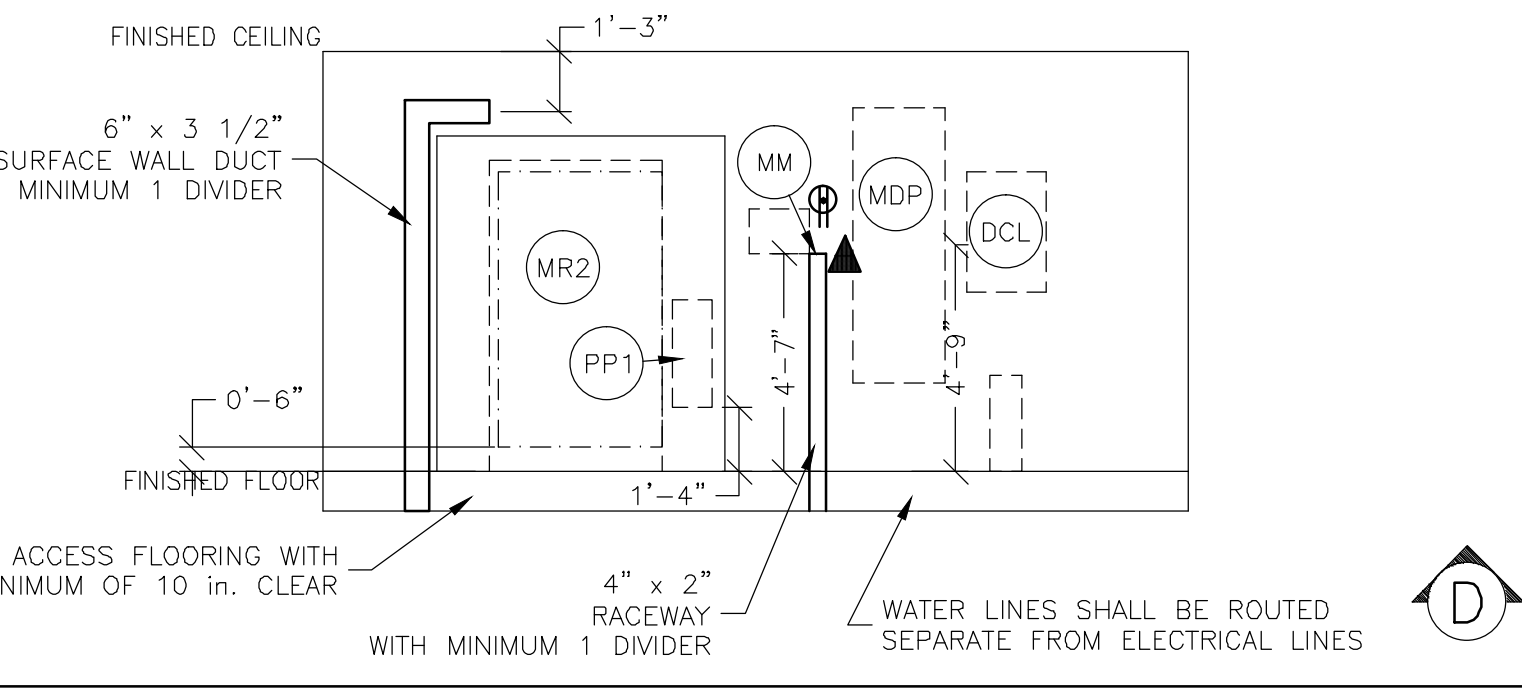 FINISHED CEILING
1'-3"
6" x 3 1/2"
SURFACE WALL DUCT
MINIMUM 1 DIVIDER
MM
MDP
DCL
MR2
PP1
4'-7"
4'-9"
0'-6"
FINISHED FLOOR
1'-4"
ACCESS FLOORING WITH
NIMUM OF 10 in. CLEAR
4" x 2"
RACEWAY
WITH MINIMUM 1 DIVIDER
WATER LINES SHALL BE ROUTED
SEPARATE FROM ELECTRICAL LINES
D